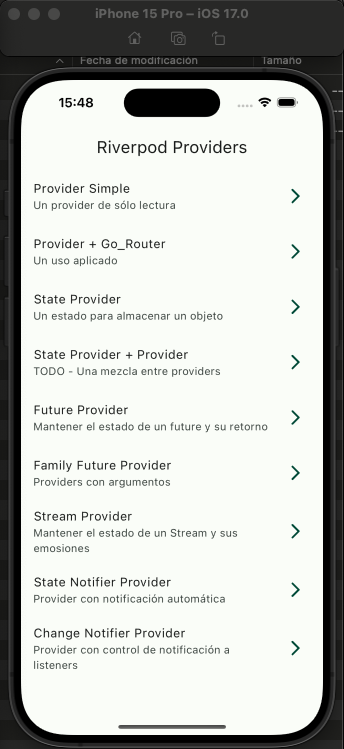 iPhone 15 Pro – iOS 17.0
Fecha de modificación
Tamaño
15:48
Riverpod Providers
Provider Simple
Un provider de sólo lectura
Provider + Go_Router
Un uso aplicado
State Provider
Un estado para almacenar un objeto
State Provider + Provider
TODO - Una mezcla entre providers
Future Provider
Mantener el estado de un future y su retorno
Family Future Provider
Providers con argumentos
Stream Provider
Mantener el estado de un Stream y sus
emosiones
State Notifier Provider
Provider con notificación automática
Change Notifier Provider
Provider con control de notificación a
listeners